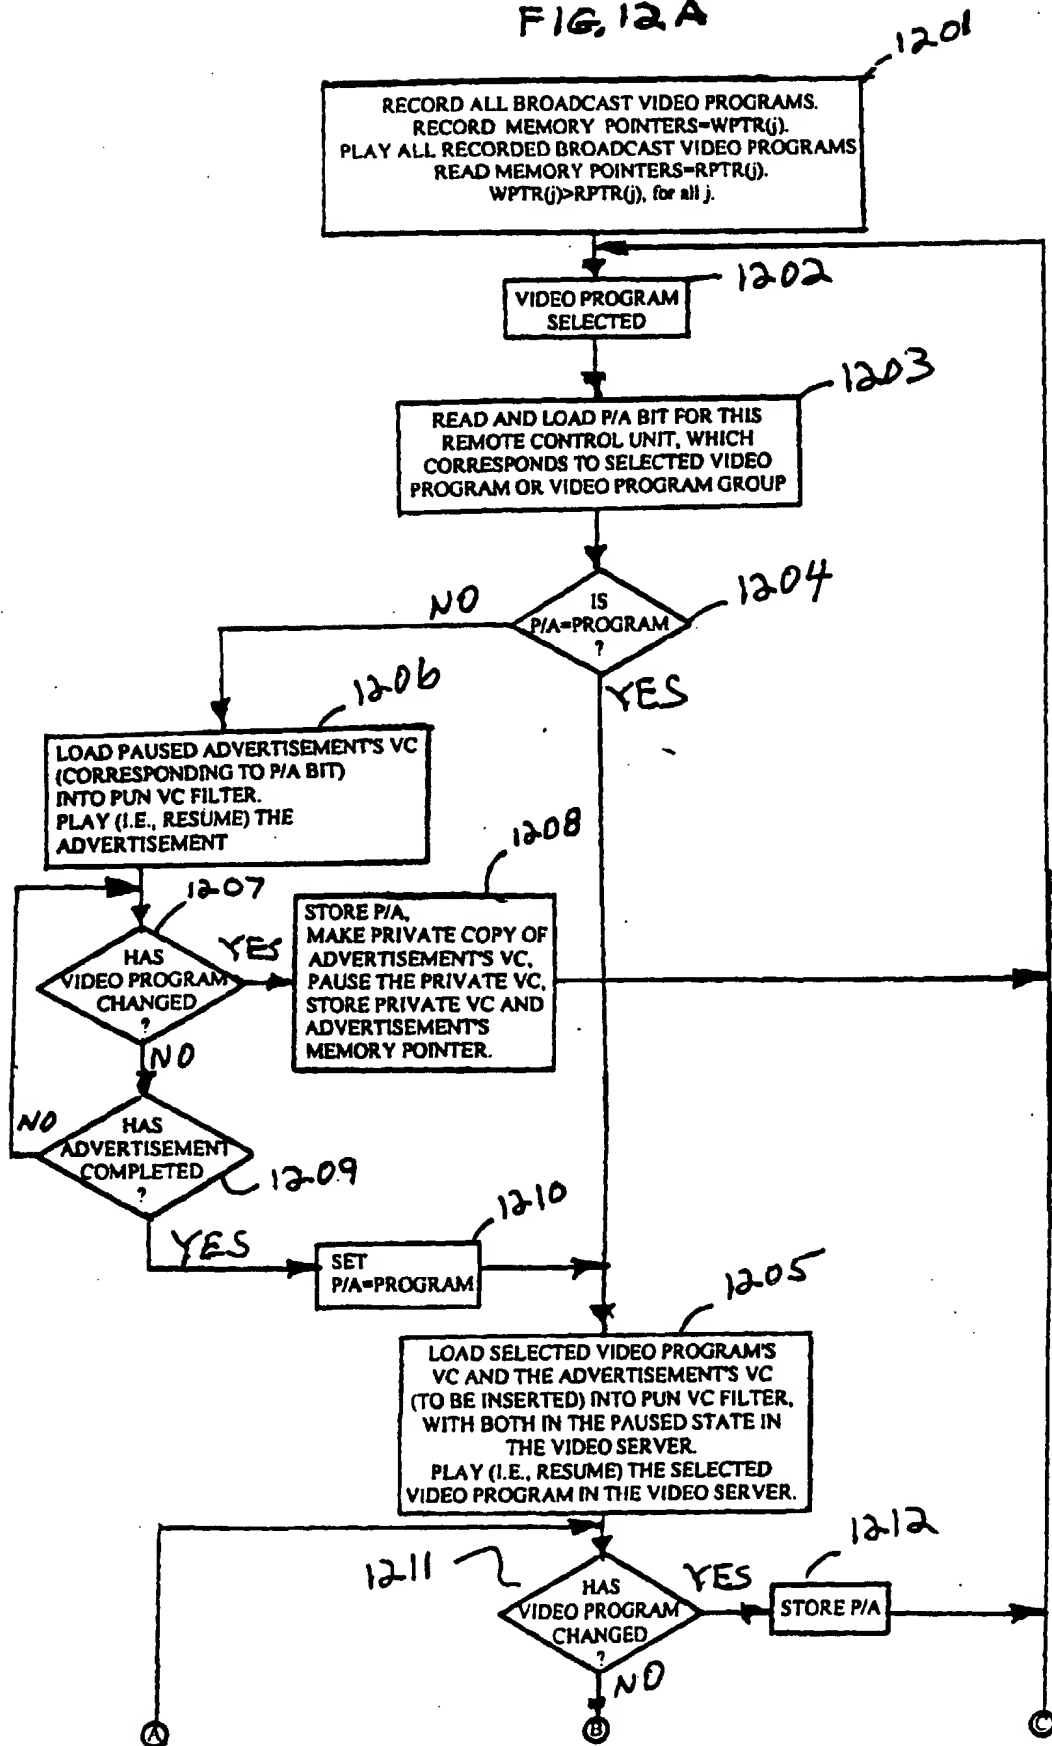 FIG. 12A
1201
RECORD ALL BROADCAST VIDEO PROGRAMS.
RECORD MEMORY POINTERS=WPTR(j).
PLAY ALL RECORDED BROADCAST VIDEO PROGRAMS
READ MEMORY POINTERS=RPTR(j).
WPTR(j)>RPTR(j), for all j.
1202
VIDEO PROGRAM
SELECTED
1203
READ AND LOAD P/A BIT FOR THIS
REMOTE CONTROL UNIT, WHICH
CORRESPONDS TO SELECTED VIDEO
PROGRAM OR VIDEO PROGRAM GROUP
1204
IS
P/A=PROGRAM
?
NO
YES
1206
LOAD PAUSED ADVERTISEMENT'S VC
(CORRESPONDING TO P/A BIT)
INTO PUN VC FILTER.
PLAY (I.E., RESUME) THE
ADVERTISEMENT
1207
HAS
VIDEO PROGRAM
CHANGED
?
YES
NO
1208
STORE P/A,
MAKE PRIVATE COPY OF
ADVERTISEMENT'S VC,
PAUSE THE PRIVATE VC,
STORE PRIVATE VC AND
ADVERTISEMENT'S
MEMORY POINTER.
NO
HAS
ADVERTISEMENT
COMPLETED
?
1209
YES
1210
SET
P/A=PROGRAM
1205
LOAD SELECTED VIDEO PROGRAM'S
VC AND THE ADVERTISEMENT'S VC
(TO BE INSERTED) INTO PUN VC FILTER,
WITH BOTH IN THE PAUSED STATE IN
THE VIDEO SERVER.
PLAY (I.E., RESUME) THE SELECTED
VIDEO PROGRAM IN THE VIDEO SERVER.
1211
HAS
VIDEO PROGRAM
CHANGED
?
YES
1212
STORE P/A
NO
A
B
C